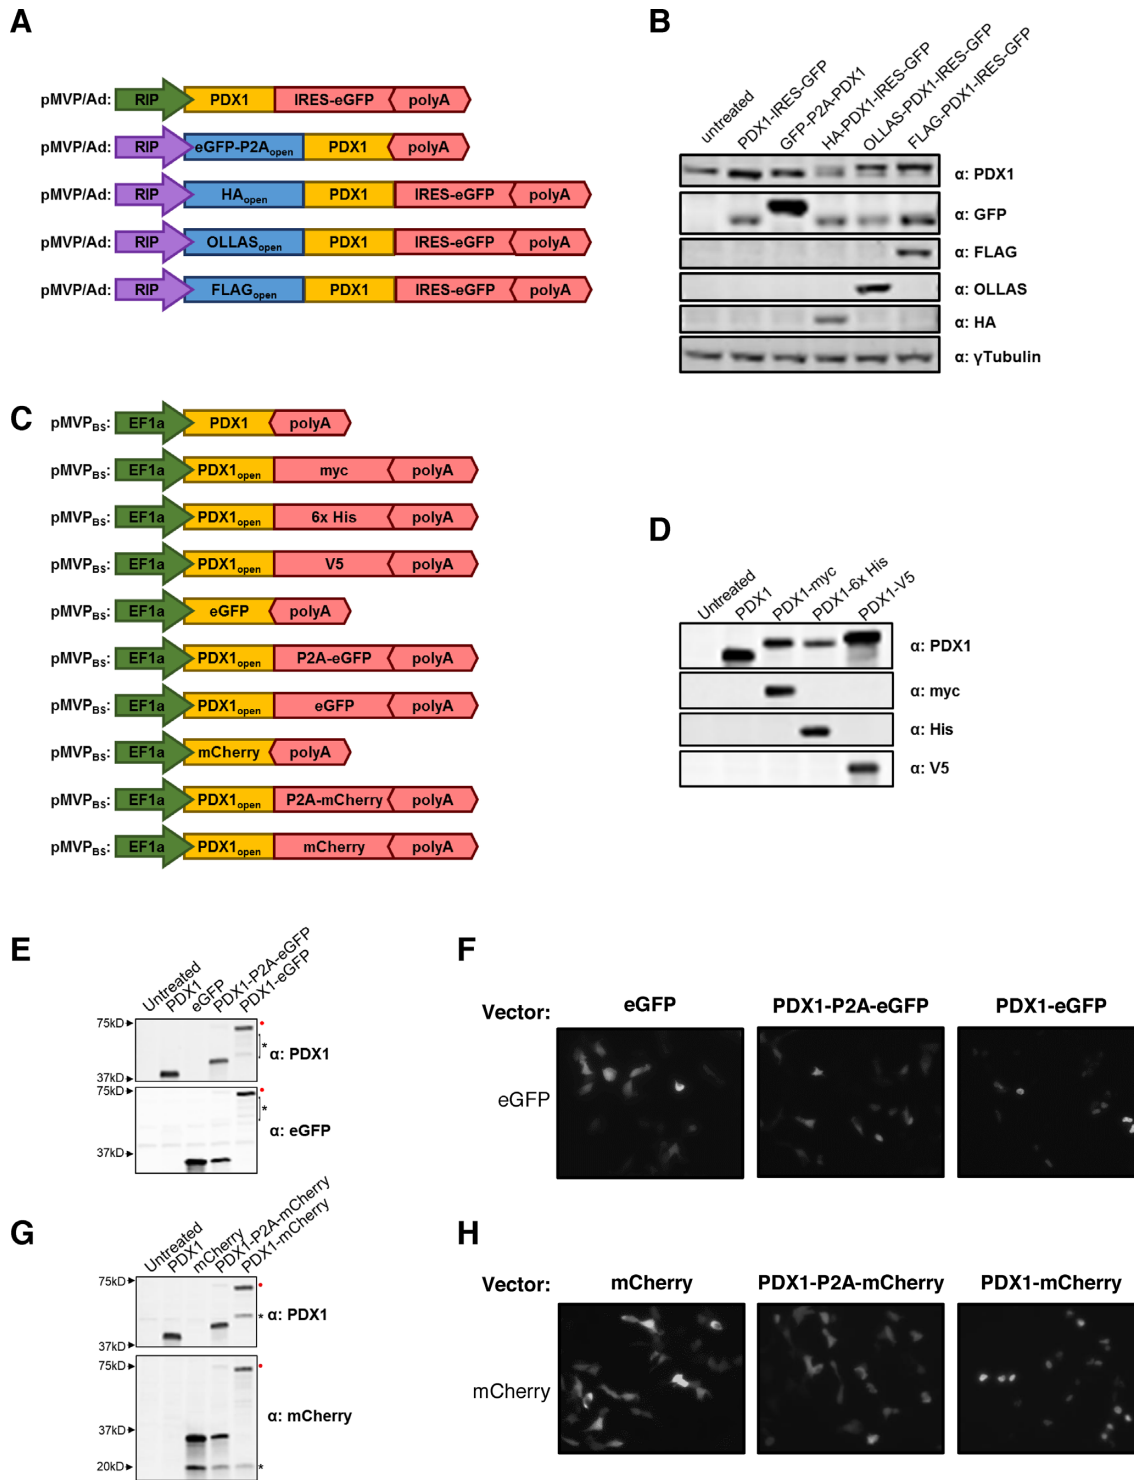 A
pMVP/Ad: RIP PDX1 IRES-eGFP polyA
pMVP/Ad: RIP eGFP-P2Aopen PDX1 polyA
pMVP/Ad: RIP HAopen PDX1 IRES-eGFP polyA
pMVP/Ad: RIP OLLASopen PDX1 IRES-eGFP polyA
pMVP/Ad: RIP FLAGopen PDX1 IRES-eGFP polyA
B
untreated
PDX1-IRES-GFP
GFP-P2A-PDX1
HA-PDX1-IRES-GFP
OLLAS-PDX1-IRES-GFP
FLAG-PDX1-IRES-GFP
α: PDX1
α: GFP
α: FLAG
α: OLLAS
α: HA
α: γTubulin
C
pMVPBS: EF1a PDX1 polyA
pMVPBS: EF1a PDX1open myc polyA
pMVPBS: EF1a PDX1open 6x His polyA
pMVPBS: EF1a PDX1open V5 polyA
pMVPBS: EF1a eGFP polyA
pMVPBS: EF1a PDX1open P2A-eGFP polyA
pMVPBS: EF1a PDX1open eGFP polyA
pMVPBS: EF1a mCherry polyA
pMVPBS: EF1a PDX1open P2A-mCherry polyA
pMVPBS: EF1a PDX1open mCherry polyA
D
Untreated
PDX1
PDX1-myc
PDX1-6x His
PDX1-V5
α: PDX1
α: myc
α: His
α: V5
E
Untreated
PDX1
eGFP
PDX1-P2A-eGFP
PDX1-eGFP
75kD
*
α: PDX1
37kD
75kD
*
α: eGFP
37kD
F
Vector: eGFP PDX1-P2A-eGFP PDX1-eGFP
eGFP
G
Untreated
PDX1
mCherry
PDX1-P2A-mCherry
PDX1-mCherry
75kD
*
α: PDX1
37kD
75kD
α: mCherry
37kD
20kD
*
H
Vector: mCherry PDX1-P2A-mCherry PDX1-mCherry
mCherry